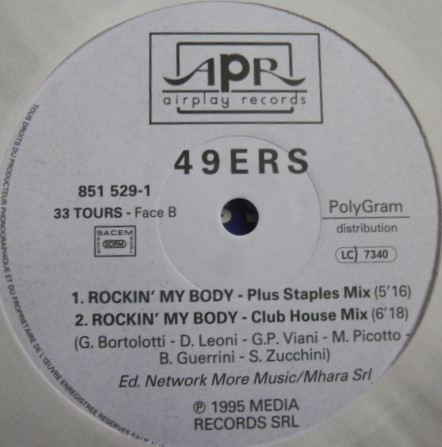 APR
airplay records
49ERS
851 529-1
33 TOURS - Face B
SACEM
SDRM
PolyGram
distribution
LC 7340
1. ROCKIN' MY BODY - Plus Staples Mix (5'16)
2. ROCKIN' MY BODY - Club House Mix (6'18)
(G. Bortolotti - D. Leoni - G.P. Viani - M. Picotto -
B. Guerrini - S. Zucchini)
Ed. Network More Music/Mhara Srl
℗ 1995 MEDIA
RECORDS SRL
TOUS DROITS DU PRODUCTEUR PHONOGRAPHIQUE ET DU PROPRIETAIRE DE L'ŒUVRE ENREGISTREE RESERVES